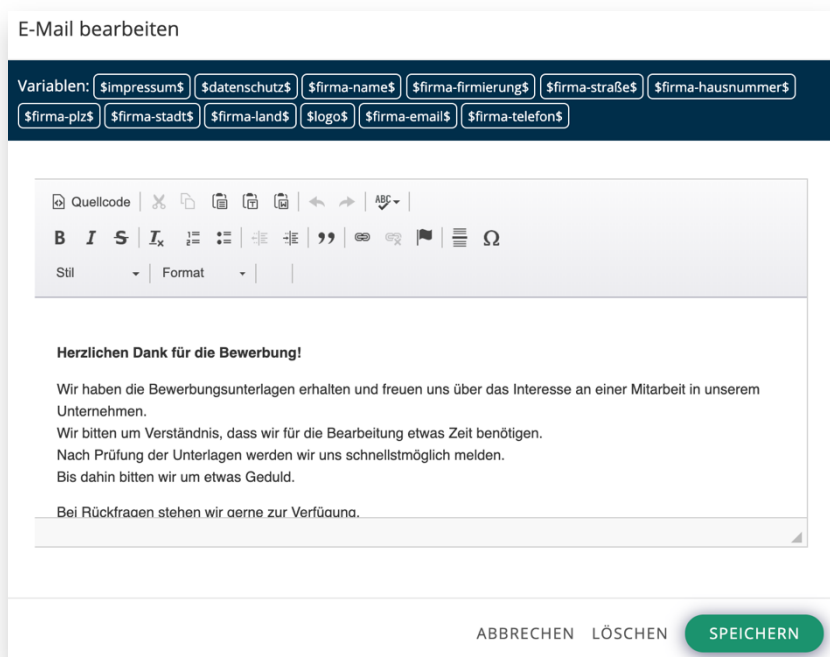 E-Mail bearbeiten
Variablen: $impressum$ $datenschutz$ $firma-name$ $firma-firmierung$ $firma-straße$ $firma-hausnummer$
$firma-plz$ $firma-stadt$ $firma-land$ $logo$ $firma-email$ $firma-telefon$
Quellcode ABC
B I S Ix Ω
Stil Format
Herzlichen Dank für die Bewerbung!
Wir haben die Bewerbungsunterlagen erhalten und freuen uns über das Interesse an einer Mitarbeit in unserem
Unternehmen.
Wir bitten um Verständnis, dass wir für die Bearbeitung etwas Zeit benötigen.
Nach Prüfung der Unterlagen werden wir uns schnellstmöglich melden.
Bis dahin bitten wir um etwas Geduld.
Bei Rückfragen stehen wir gerne zur Verfügung.
ABBRECHEN LÖSCHEN SPEICHERN